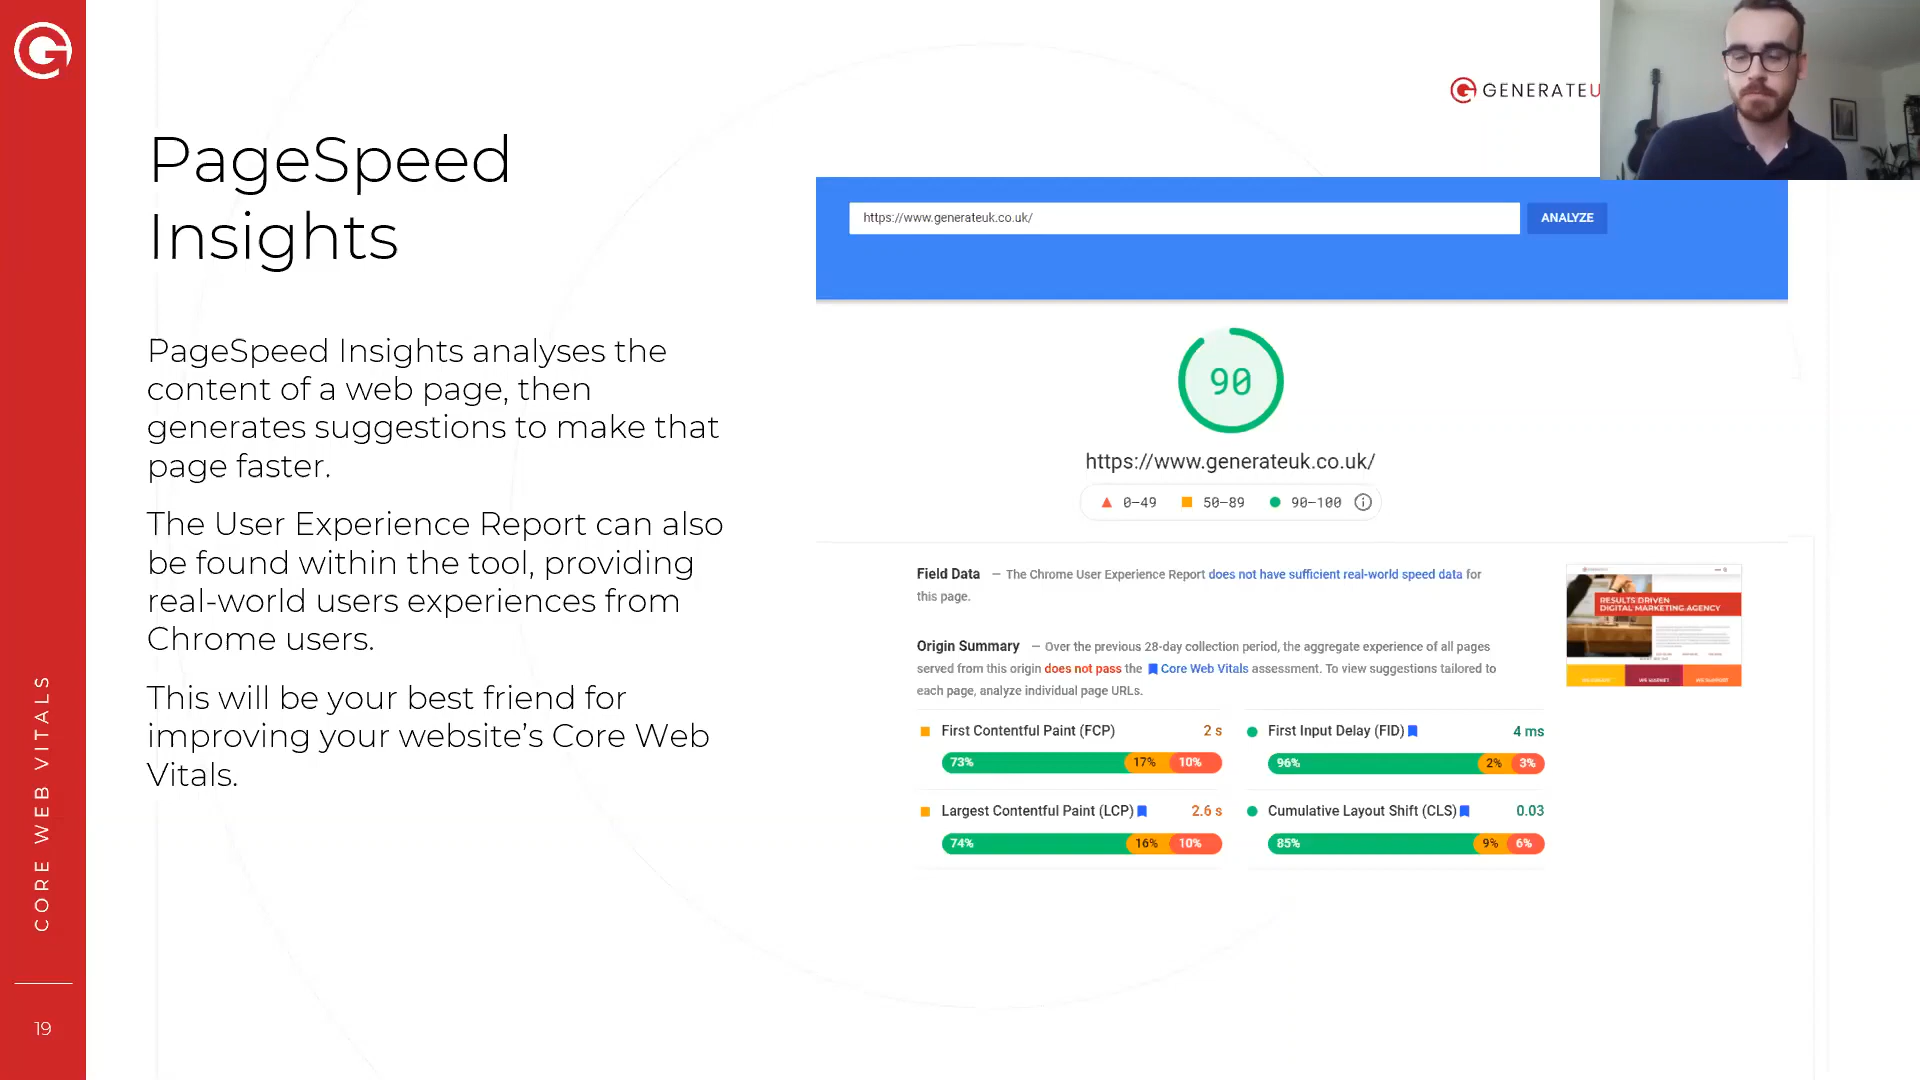 GENERATEU
PageSpeed
Insights
PageSpeed Insights analyses the
content of a web page, then
generates suggestions to make that
page faster.
The User Experience Report can also
be found within the tool, providing
real-world users experiences from
Chrome users.
This will be your best friend for
improving your website’s Core Web
Vitals.
CORE WEB VITALS
19
https://www.generateuk.co.uk/
ANALYZE
90
https://www.generateuk.co.uk/
0–49 50–89 90–100
Field Data — The Chrome User Experience Report does not have sufficient real-world speed data for
this page.
Origin Summary — Over the previous 28-day collection period, the aggregate experience of all pages
served from this origin does not pass the Core Web Vitals assessment. To view suggestions tailored to
each page, analyze individual page URLs.
First Contentful Paint (FCP) 2 s
73% 17% 10%
First Input Delay (FID) 4 ms
96% 2% 3%
Largest Contentful Paint (LCP) 2.6 s
74% 16% 10%
Cumulative Layout Shift (CLS) 0.03
85% 9% 6%
RESULTS DRIVEN
DIGITAL MARKETING AGENCY